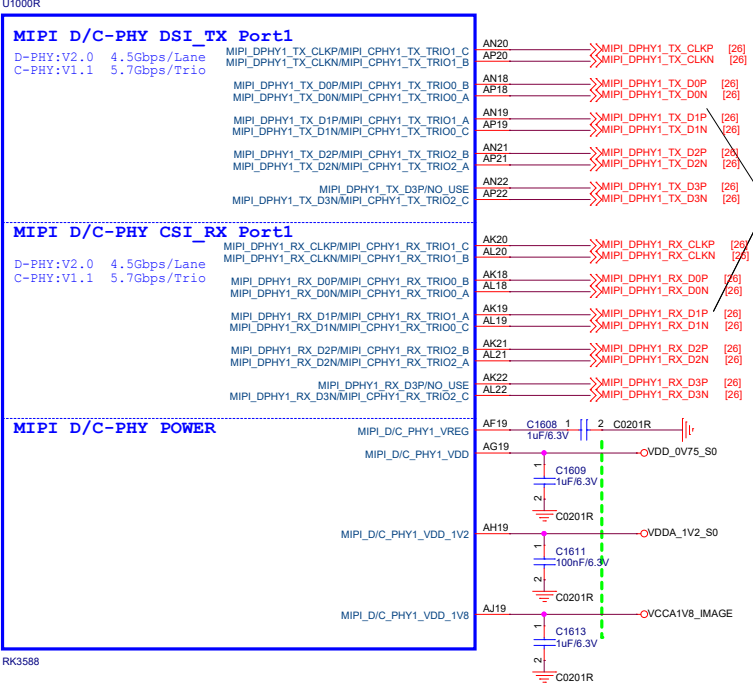 U1000R
MIPI D/C-PHY DSI_TX Port1
D-PHY:V2.0 4.5Gbps/Lane
C-PHY:V1.1 5.7Gbps/Trio
MIPI_DPHY1_TX_CLKP/MIPI_CPHY1_TX_TRIO1_C AN20 MIPI_DPHY1_TX_CLKP [26]
MIPI_DPHY1_TX_CLKN/MIPI_CPHY1_TX_TRIO1_B AP20 MIPI_DPHY1_TX_CLKN [26]
MIPI_DPHY1_TX_D0P/MIPI_CPHY1_TX_TRIO0_B AN18 MIPI_DPHY1_TX_D0P [26]
MIPI_DPHY1_TX_D0N/MIPI_CPHY1_TX_TRIO0_A AP18 MIPI_DPHY1_TX_D0N [26]
MIPI_DPHY1_TX_D1P/MIPI_CPHY1_TX_TRIO1_A AN19 MIPI_DPHY1_TX_D1P [26]
MIPI_DPHY1_TX_D1N/MIPI_CPHY1_TX_TRIO0_C AP19 MIPI_DPHY1_TX_D1N [26]
MIPI_DPHY1_TX_D2P/MIPI_CPHY1_TX_TRIO2_B AN21 MIPI_DPHY1_TX_D2P [26]
MIPI_DPHY1_TX_D2N/MIPI_CPHY1_TX_TRIO2_A AP21 MIPI_DPHY1_TX_D2N [26]
MIPI_DPHY1_TX_D3P/NO_USE AN22 MIPI_DPHY1_TX_D3P [26]
MIPI_DPHY1_TX_D3N/MIPI_CPHY1_TX_TRIO2_C AP22 MIPI_DPHY1_TX_D3N [26]
MIPI D/C-PHY CSI_RX Port1
D-PHY:V2.0 4.5Gbps/Lane
C-PHY:V1.1 5.7Gbps/Trio
MIPI_DPHY1_RX_CLKP/MIPI_CPHY1_RX_TRIO1_C AK20 MIPI_DPHY1_RX_CLKP [26]
MIPI_DPHY1_RX_CLKN/MIPI_CPHY1_RX_TRIO1_B AL20 MIPI_DPHY1_RX_CLKN [26]
MIPI_DPHY1_RX_D0P/MIPI_CPHY1_RX_TRIO0_B AK18 MIPI_DPHY1_RX_D0P [26]
MIPI_DPHY1_RX_D0N/MIPI_CPHY1_RX_TRIO0_A AL18 MIPI_DPHY1_RX_D0N [26]
MIPI_DPHY1_RX_D1P/MIPI_CPHY1_RX_TRIO1_A AK19 MIPI_DPHY1_RX_D1P [26]
MIPI_DPHY1_RX_D1N/MIPI_CPHY1_RX_TRIO0_C AL19 MIPI_DPHY1_RX_D1N [26]
MIPI_DPHY1_RX_D2P/MIPI_CPHY1_RX_TRIO2_B AK21 MIPI_DPHY1_RX_D2P [26]
MIPI_DPHY1_RX_D2N/MIPI_CPHY1_RX_TRIO2_A AL21 MIPI_DPHY1_RX_D2N [26]
MIPI_DPHY1_RX_D3P/NO_USE AK22 MIPI_DPHY1_RX_D3P [26]
MIPI_DPHY1_RX_D3N/MIPI_CPHY1_RX_TRIO2_C AL22 MIPI_DPHY1_RX_D3N [26]
MIPI D/C-PHY POWER
MIPI_D/C_PHY1_VREG AF19 C1608 1 2 C0201R
1uF/6.3V
MIPI_D/C_PHY1_VDD AG19 VDD_0V75_S0
1
C1609
1uF/6.3V
2
C0201R
MIPI_D/C_PHY1_VDD_1V2 AH19 VDDA_1V2_S0
1
C1611
100nF/6.3V
2
C0201R
MIPI_D/C_PHY1_VDD_1V8 AJ19 VCCA1V8_IMAGE
1
C1613
1uF/6.3V
2
C0201R
RK3588